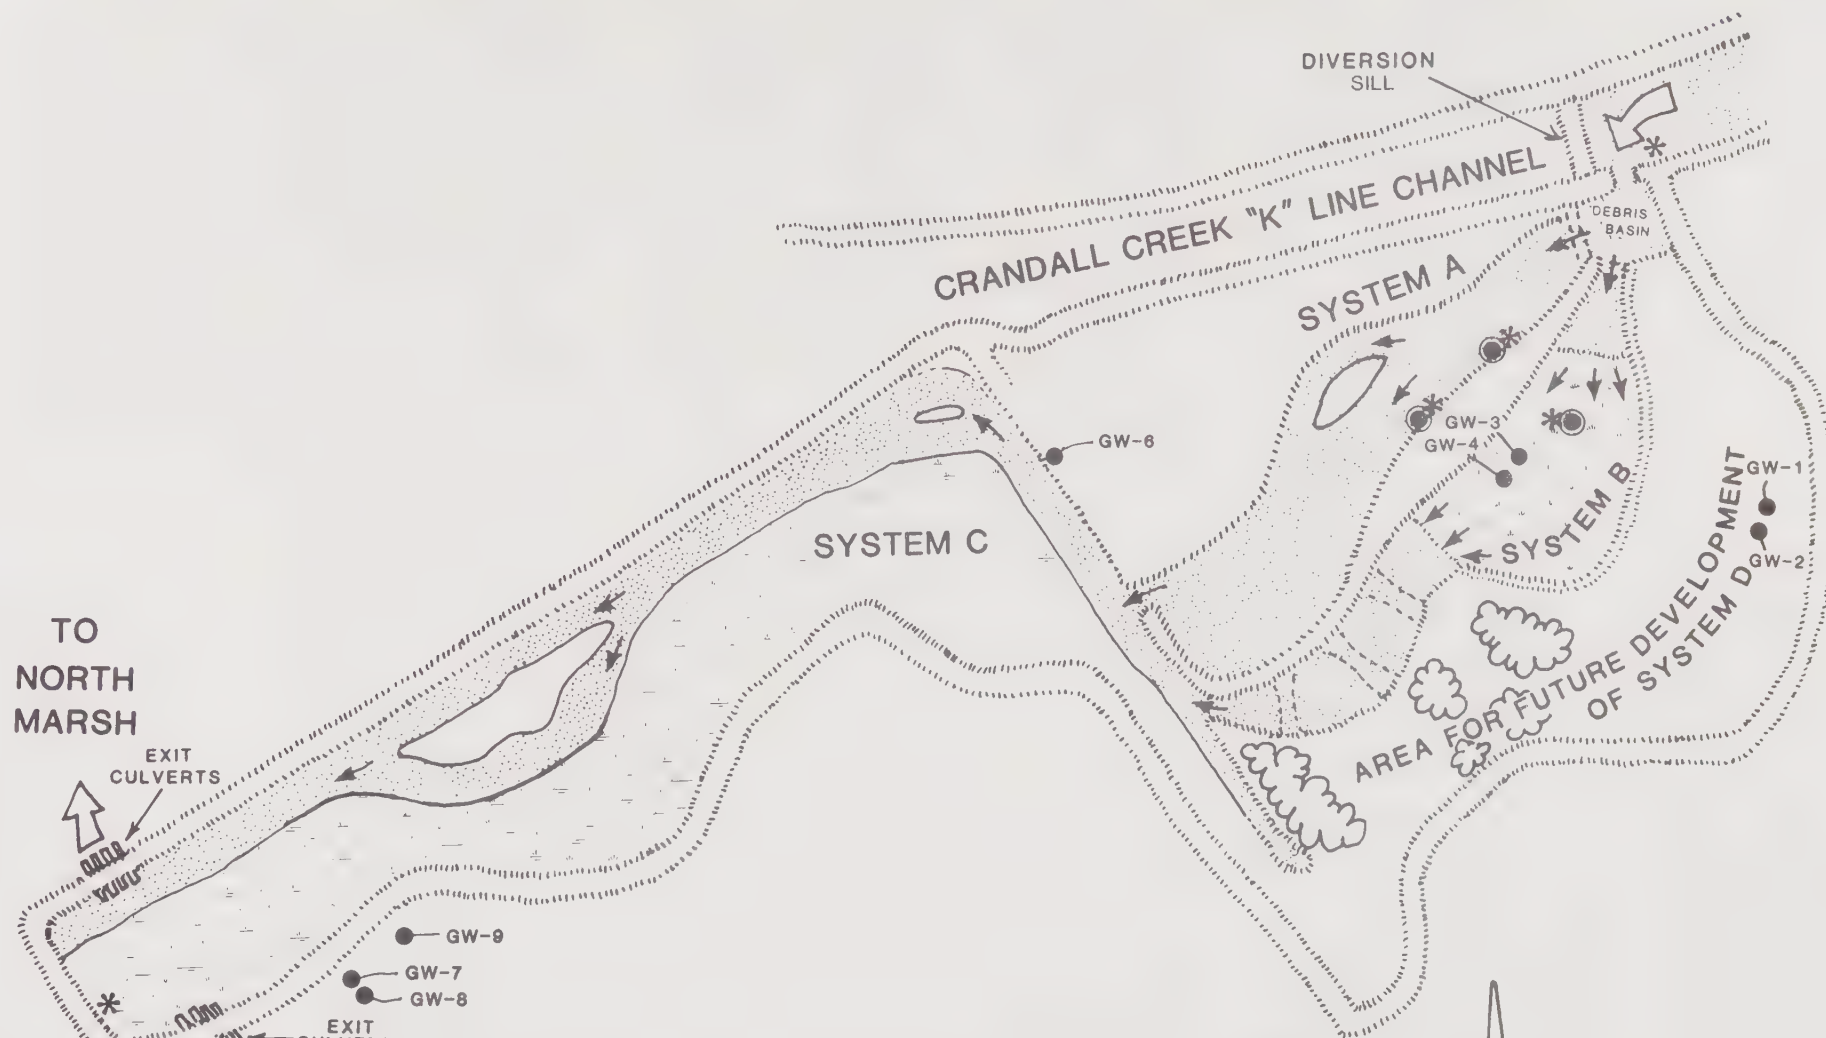 DIVERSION
SILL
CRANDALL CREEK "K" LINE CHANNEL
DEBRIS
BASIN
SYSTEM A
GW-3
GW-4
GW-6
GW-1
GW-2
SYSTEM B
SYSTEM C
AREA FOR FUTURE DEVELOPMENT
OF SYSTEM D
TO
NORTH
MARSH
EXIT
CULVERTS
GW-9
GW-7
GW-8
EXIT